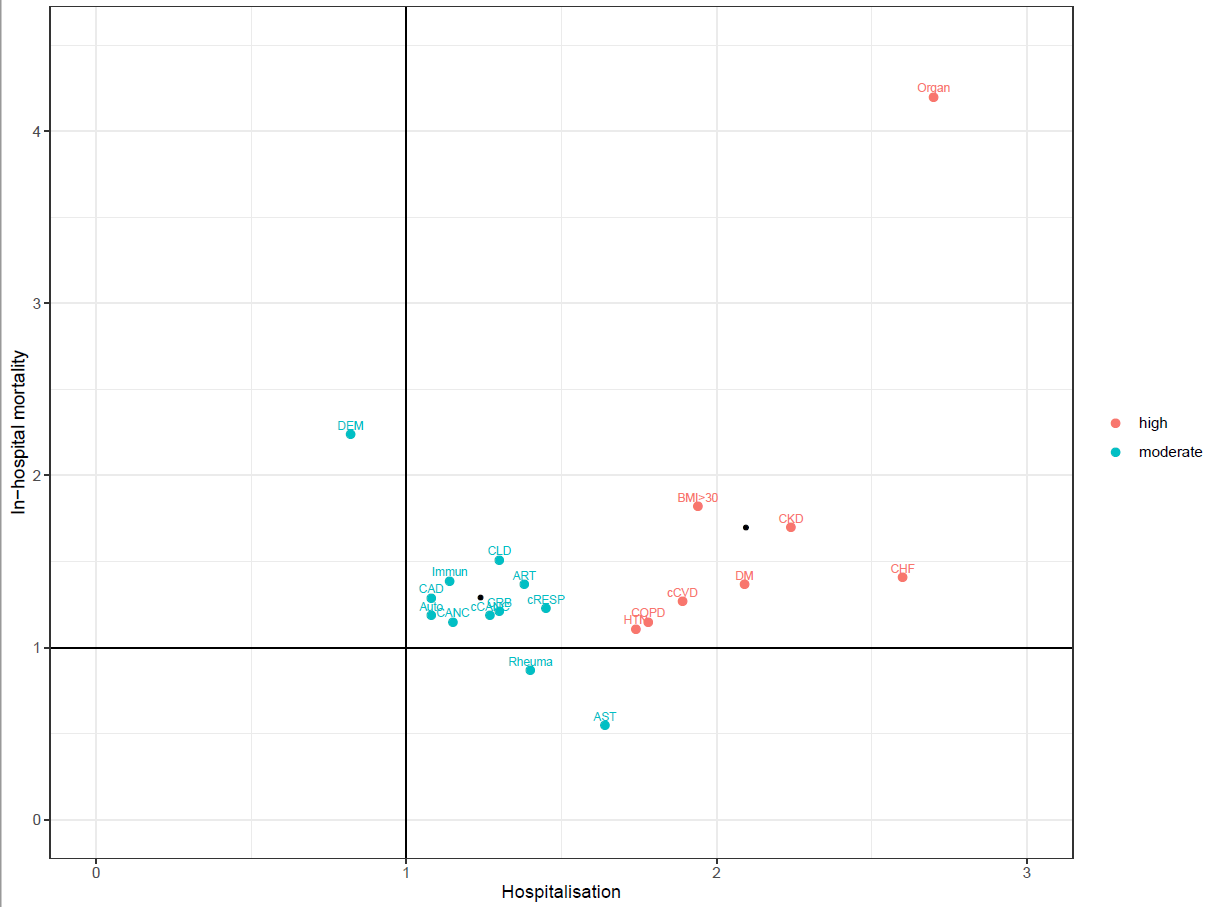 Organ
4
3
high
moderate
DEM
In−hospital mortality
2
BMI>30
CKD
CLD
CHF
Immun
ART
DM
CAD
cCVD
cRESP
Auto
CANC
COPD
HTN
1
Rheuma
AST
0
0
1
2
3
Hospitalisation